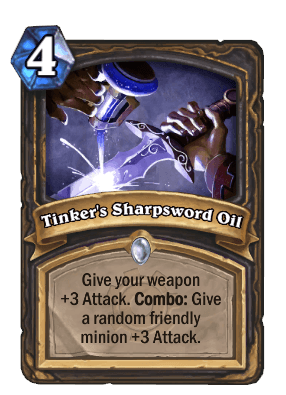 4
Tinker's Sharpsword Oil
Give your weapon
+3 Attack. Combo: Give
a random friendly
minion +3 Attack.